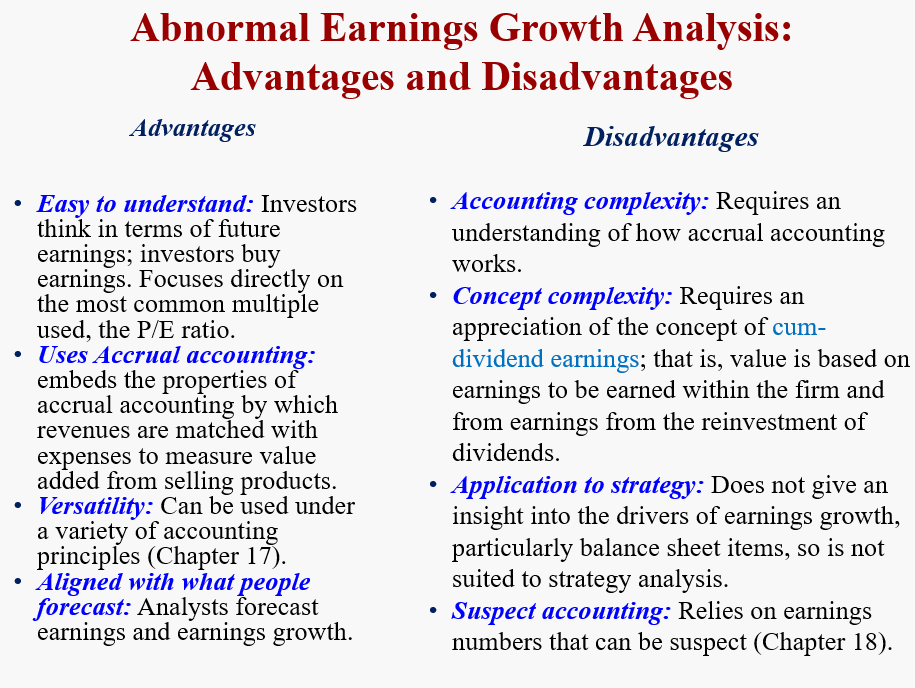 Abnormal Earnings Growth Analysis:
Advantages and Disadvantages
Advantages
• Easy to understand: Investors
think in terms of future
earnings; investors buy
earnings. Focuses directly on
the most common multiple
used, the P/E ratio.
• Uses Accrual accounting:
embeds the properties of
accrual accounting by which
revenues are matched with
expenses to measure value
added from selling products.
• Versatility: Can be used under
a variety of accounting
principles (Chapter 17).
• Aligned with what people
forecast: Analysts forecast
earnings and earnings growth.
Disadvantages
• Accounting complexity: Requires an
understanding of how accrual accounting
works.
• Concept complexity: Requires an
appreciation of the concept of cum-
dividend earnings; that is, value is based on
earnings to be earned within the firm and
from earnings from the reinvestment of
dividends.
• Application to strategy: Does not give an
insight into the drivers of earnings growth,
particularly balance sheet items, so is not
suited to strategy analysis.
• Suspect accounting: Relies on earnings
numbers that can be suspect (Chapter 18).